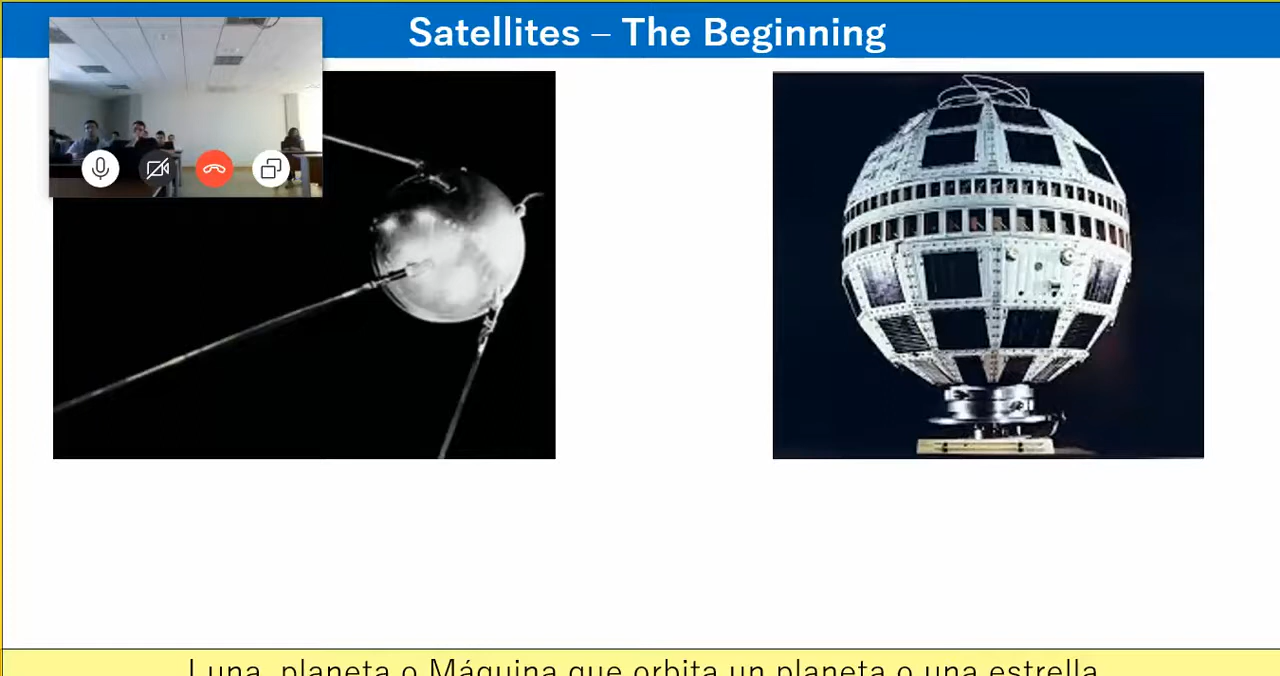 Satellites – The Beginning
Luna, planeta o Máquina que orbita un planeta o una estrella